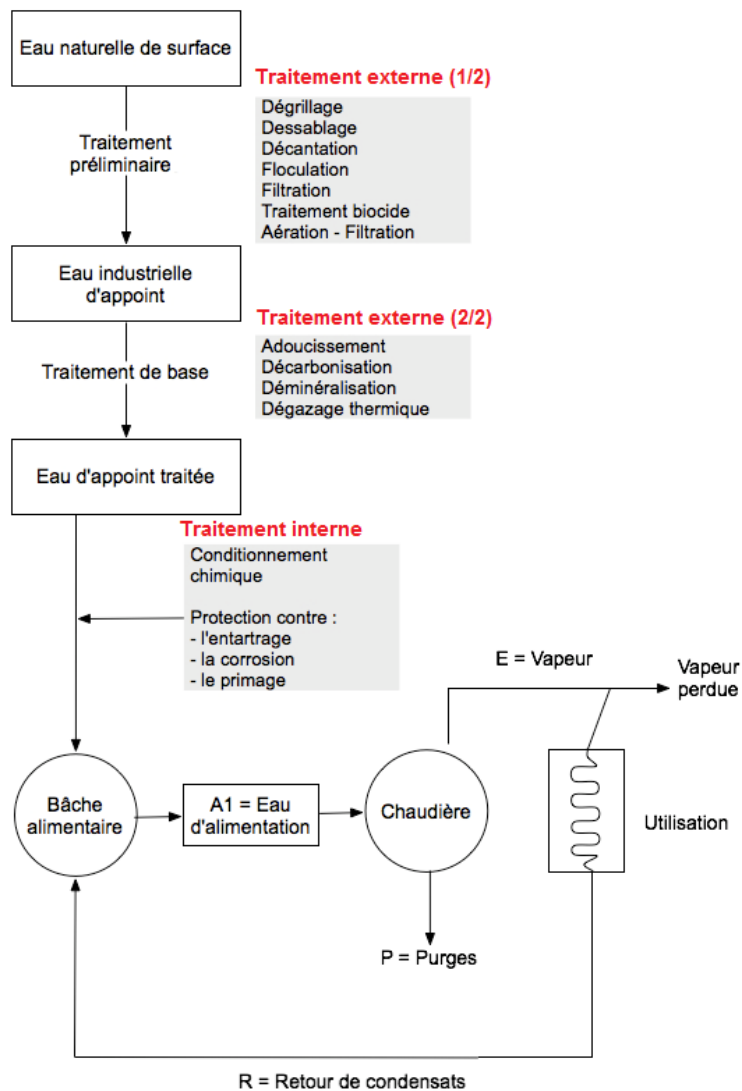 Eau naturelle de surface
Traitement externe (1/2)
Dégrillage
Dessablage
Décantation
Floculation
Filtration
Traitement biocide
Aération - Filtration
Traitement
préliminaire
Eau industrielle
d'appoint
Traitement externe (2/2)
Adoucissement
Décarbonisation
Déminéralisation
Dégazage thermique
Traitement de base
Eau d'appoint traitée
Traitement interne
Conditionnement
chimique
Protection contre :
- l'entartrage
- la corrosion
- le primage
E = Vapeur
Vapeur
perdue
Bâche
alimentaire
A1 = Eau
d'alimentation
Chaudière
Utilisation
P = Purges
R = Retour de condensats